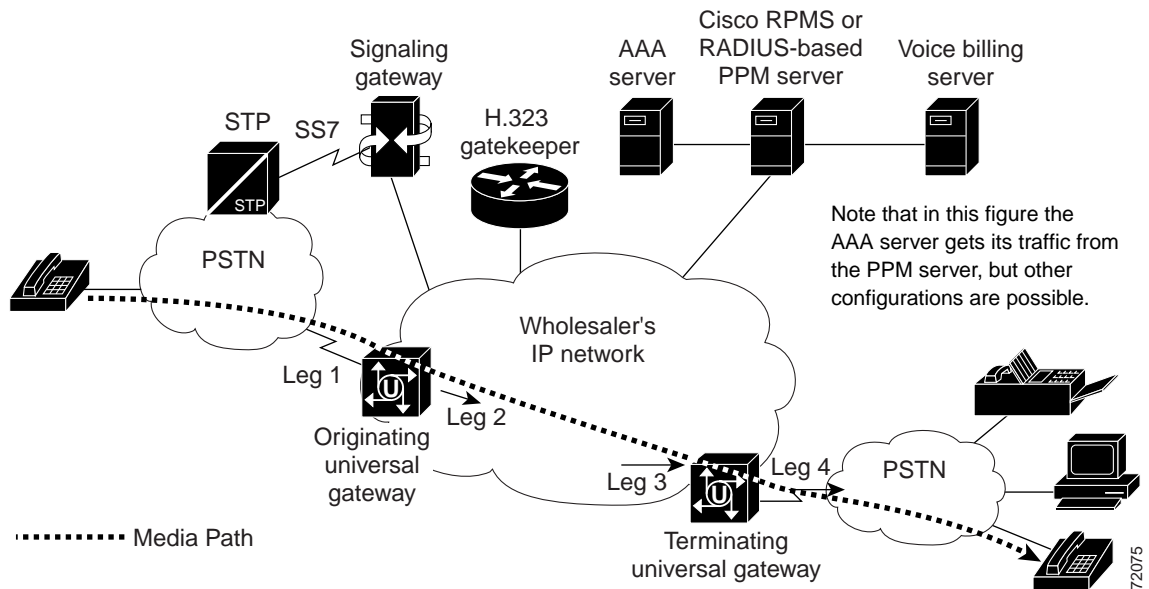 Cisco RPMS or
RADIUS-based
PPM server
Signaling
gateway
AAA
server
Voice billing
server
STP
SS7
H.323
gatekeeper
STP
PSTN
Note that in this figure the
AAA server gets its traffic from
the PPM server, but other
configurations are possible.
Wholesaler's
IP network
Leg 1
U
Leg 2
Originating
universal
gateway
Leg 3
U
Leg 4
PSTN
Media Path
Terminating
universal gateway
72075